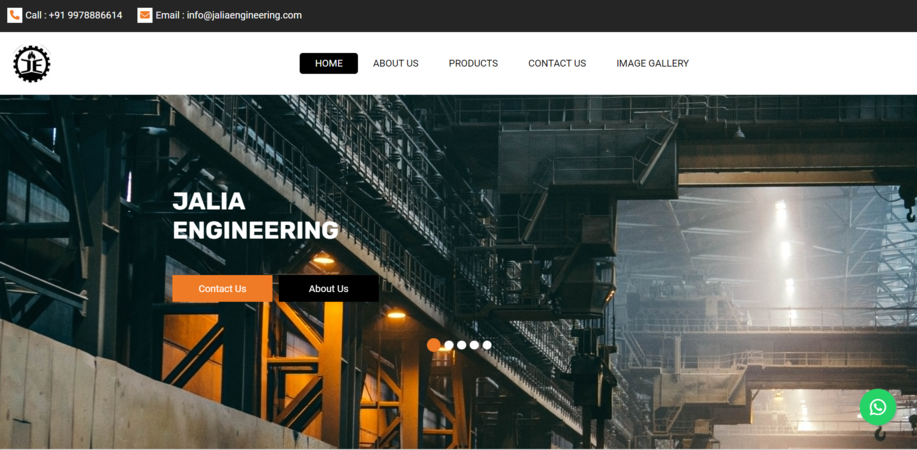 Call : +91 9978886614 Email : info@jaliaengineering.com
JE
HOME ABOUT US PRODUCTS CONTACT US IMAGE GALLERY
JALIA
ENGINEERING
Contact Us About Us